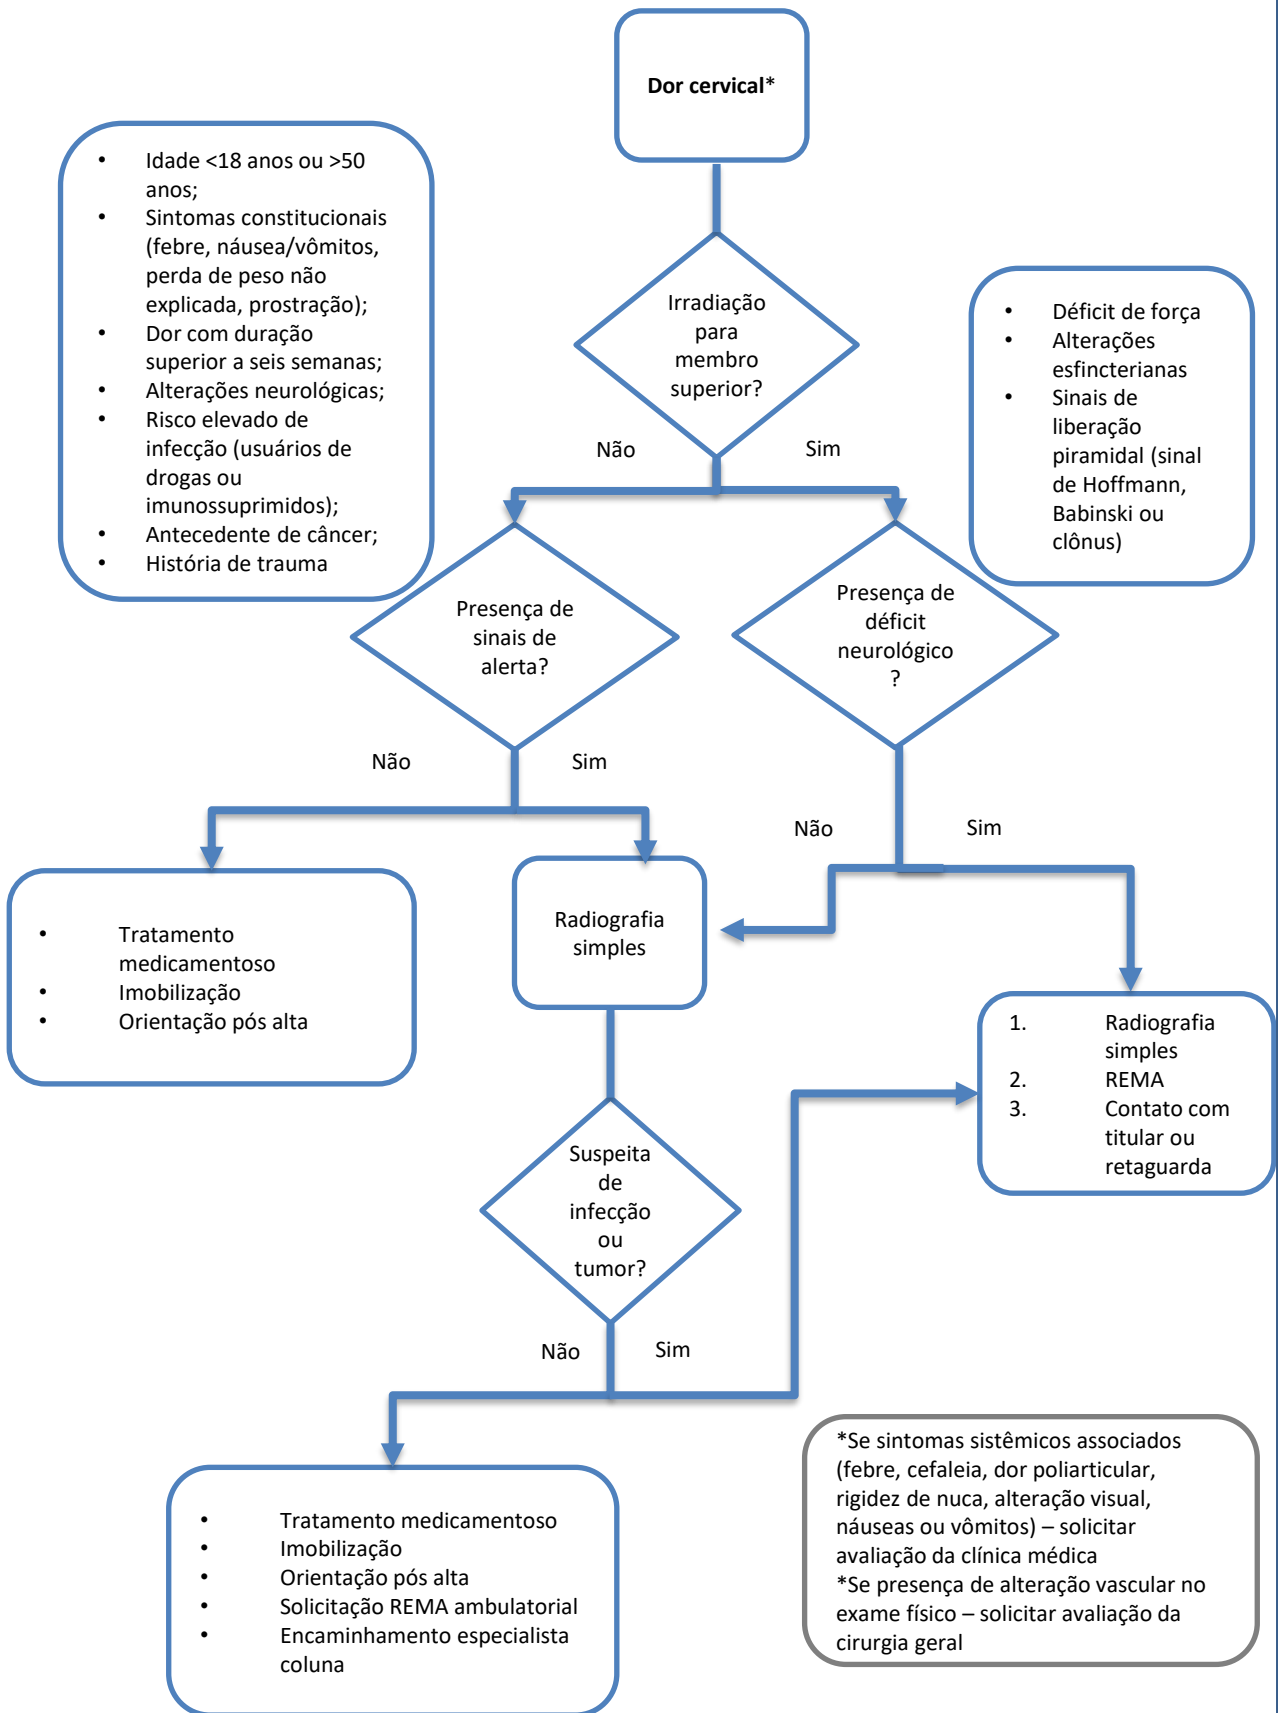 Dor cervical*
• Idade <18 anos ou >50
anos;
• Sintomas constitucionais
(febre, náusea/vômitos,
perda de peso não
explicada, prostração);
• Dor com duração
superior a seis semanas;
• Alterações neurológicas;
• Risco elevado de
infecção (usuários de
drogas ou
imunossuprimidos);
• Antecedente de câncer;
• História de trauma
Irradiação
para
membro
superior?
• Déficit de força
• Alterações
esfincterianas
• Sinais de
liberação
piramidal (sinal
de Hoffmann,
Babinski ou
clônus)
Não
Sim
Presença de
sinais de
alerta?
Presença de
déficit
neurológico
?
Não
Sim
Não
Sim
• Tratamento
medicamentoso
• Imobilização
• Orientação pós alta
Radiografia
simples
1. Radiografia
simples
2. REMA
3. Contato com
titular ou
retaguarda
Suspeita
de
infecção
ou
tumor?
Não
Sim
• Tratamento medicamentoso
• Imobilização
• Orientação pós alta
• Solicitação REMA ambulatorial
• Encaminhamento especialista
coluna
*Se sintomas sistêmicos associados
(febre, cefaleia, dor poliarticular,
rigidez de nuca, alteração visual,
náuseas ou vômitos) – solicitar
avaliação da clínica médica
*Se presença de alteração vascular no
exame físico – solicitar avaliação da
cirurgia geral